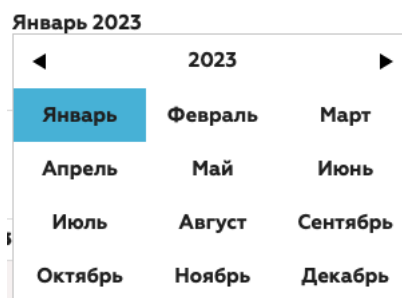 Январь 2023
2023
Январь Февраль Март
Апрель Май Июнь
Июль Август Сентябрь
Октябрь Ноябрь Декабрь